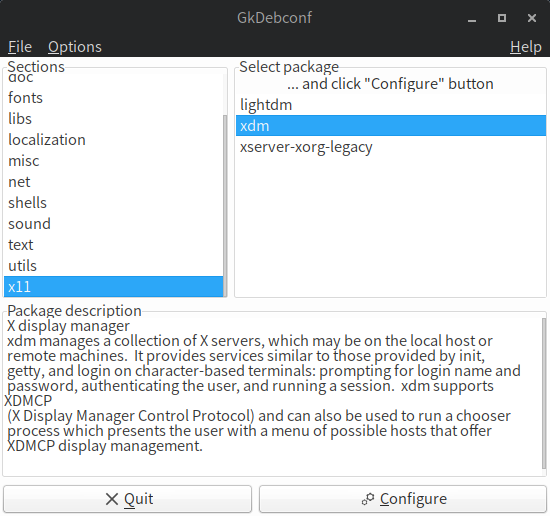 GkDebconf
File Options Help
Sections
doc
fonts
libs
localization
misc
net
shells
sound
text
utils
x11
Select package
... and click "Configure" button
lightdm
xdm
xserver-xorg-legacy
Package description
X display manager
xdm manages a collection of X servers, which may be on the local host or
remote machines. It provides services similar to those provided by init,
getty, and login on character-based terminals: prompting for login name and
password, authenticating the user, and running a session. xdm supports
XDMCP
(X Display Manager Control Protocol) and can also be used to run a chooser
process which presents the user with a menu of possible hosts that offer
XDMCP display management.
Quit
Configure